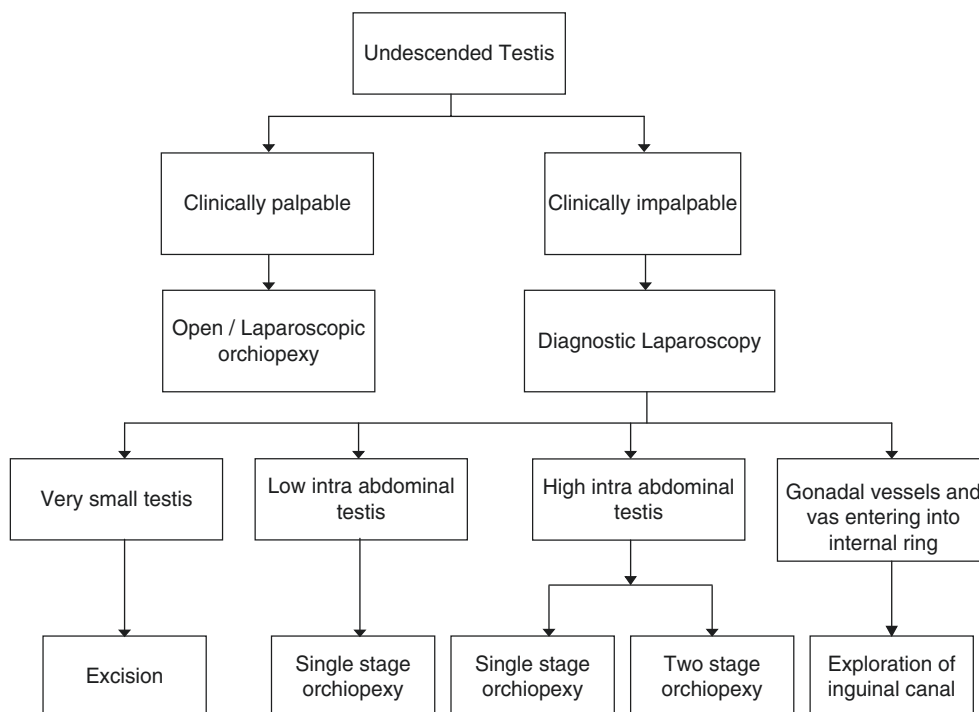 Undescended Testis
Clinically palpable
Clinically impalpable
Open / Laparoscopic
orchiopexy
Diagnostic Laparoscopy
Very small testis
Low intra abdominal
testis
High intra abdominal
testis
Gonadal vessels and
vas entering into
internal ring
Excision
Single stage
orchiopexy
Single stage
orchiopexy
Two stage
orchiopexy
Exploration of
inguinal canal